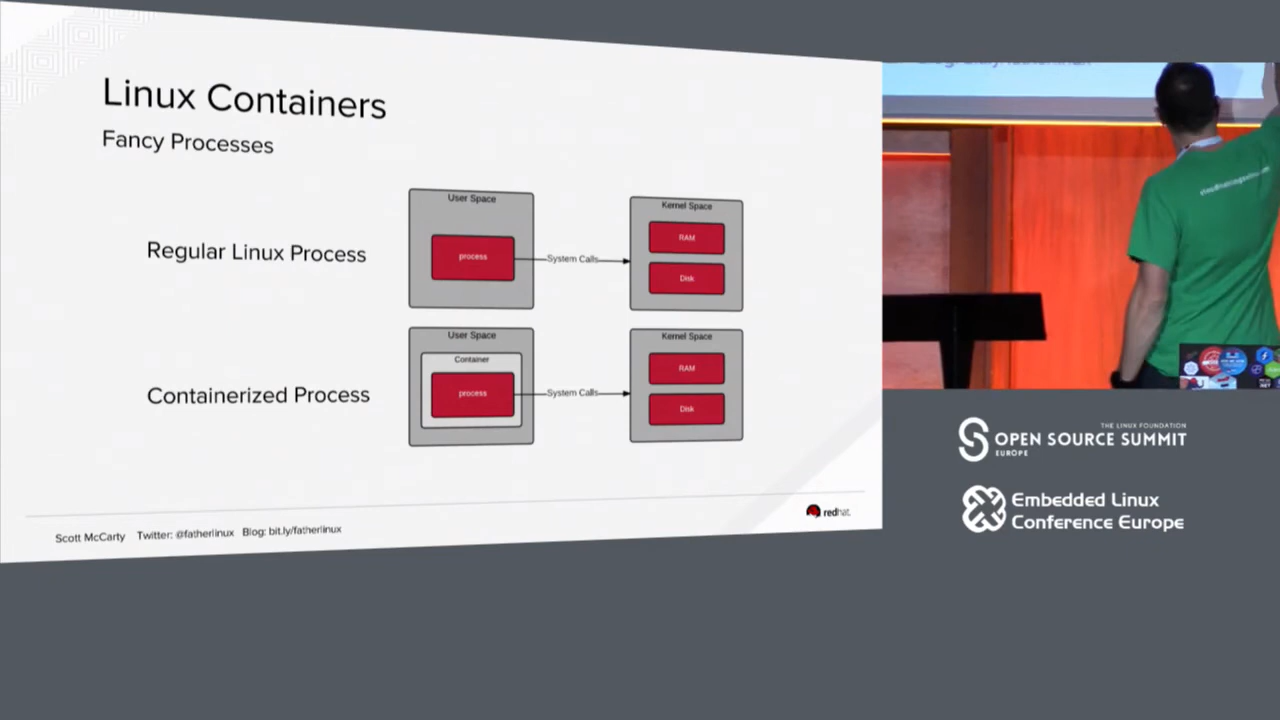 Linux Containers
Fancy Processes
Regular Linux Process
User Space
process
System Calls
Kernel Space
RAM
Disk
Containerized Process
User Space
Container
process
System Calls
Kernel Space
RAM
Disk
Scott McCarty Twitter: @fatherlinux Blog: bit.ly/fatherlinux
redhat.
THE LINUX FOUNDATION
OPEN SOURCE SUMMIT
EUROPE
Embedded Linux
Conference Europe